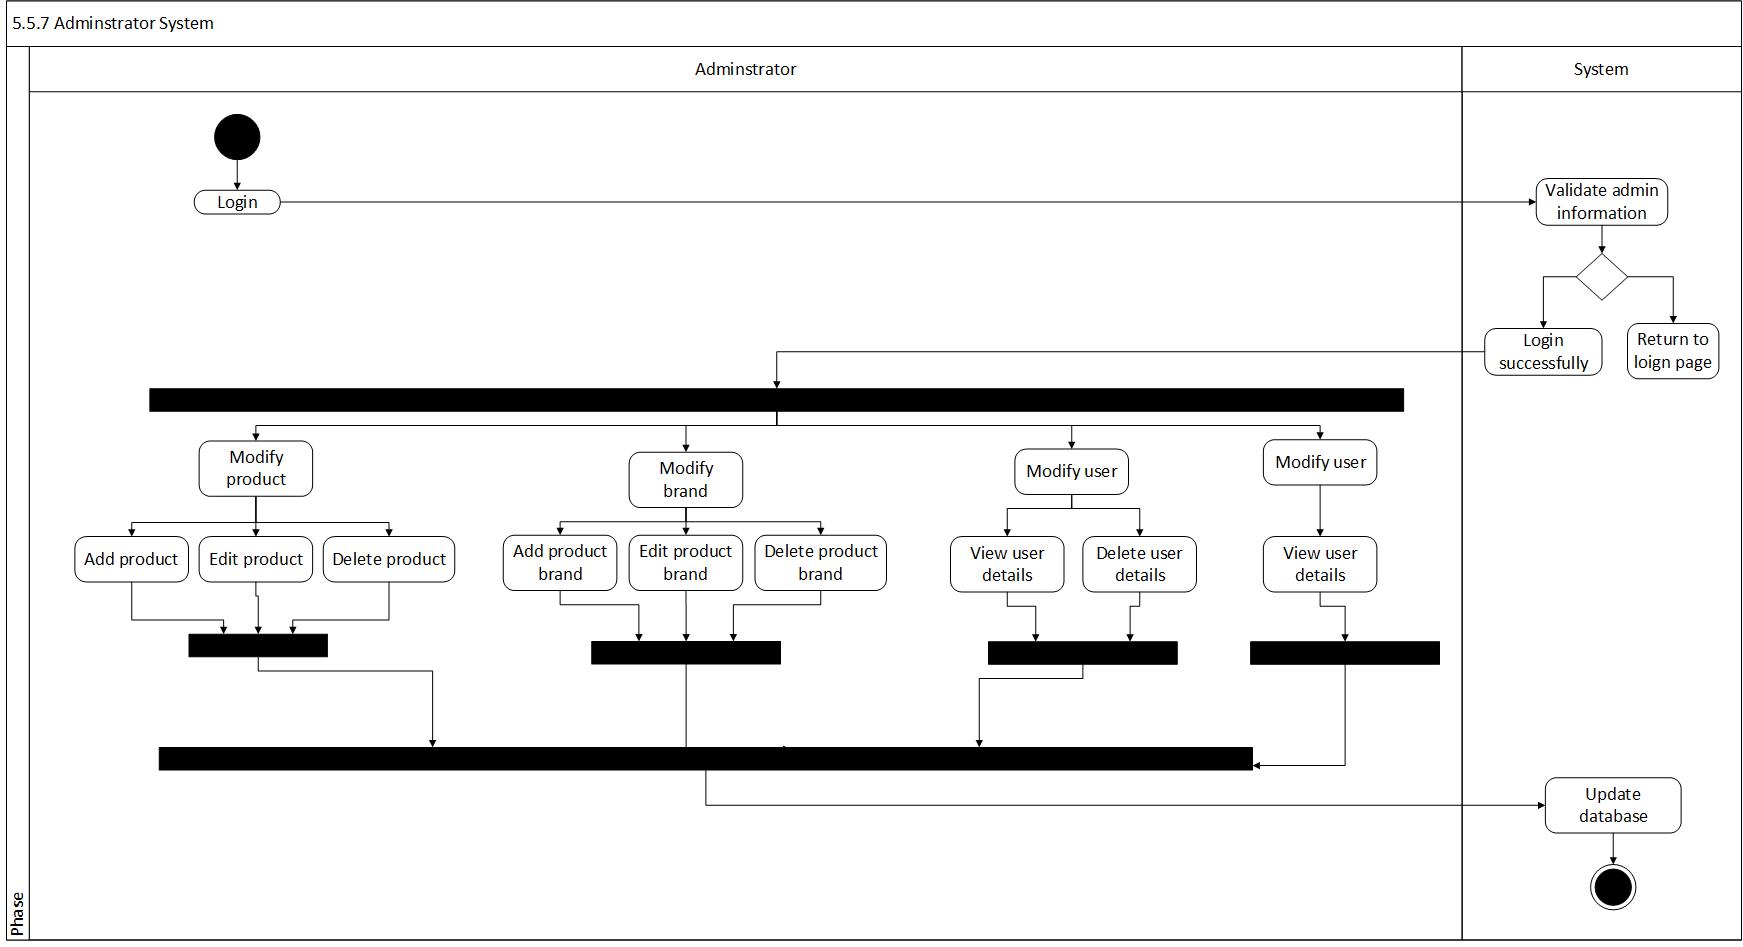 5.5.7 Adminstrator System
Adminstrator
System
Login
Validate admin
information
Login
successfully
Return to
loign page
Modify
product
Modify
brand
Modify user
Modify user
Add product
Edit product
Delete product
Add product
brand
Edit product
brand
Delete product
brand
View user
details
Delete user
details
View user
details
Update
database
Phase